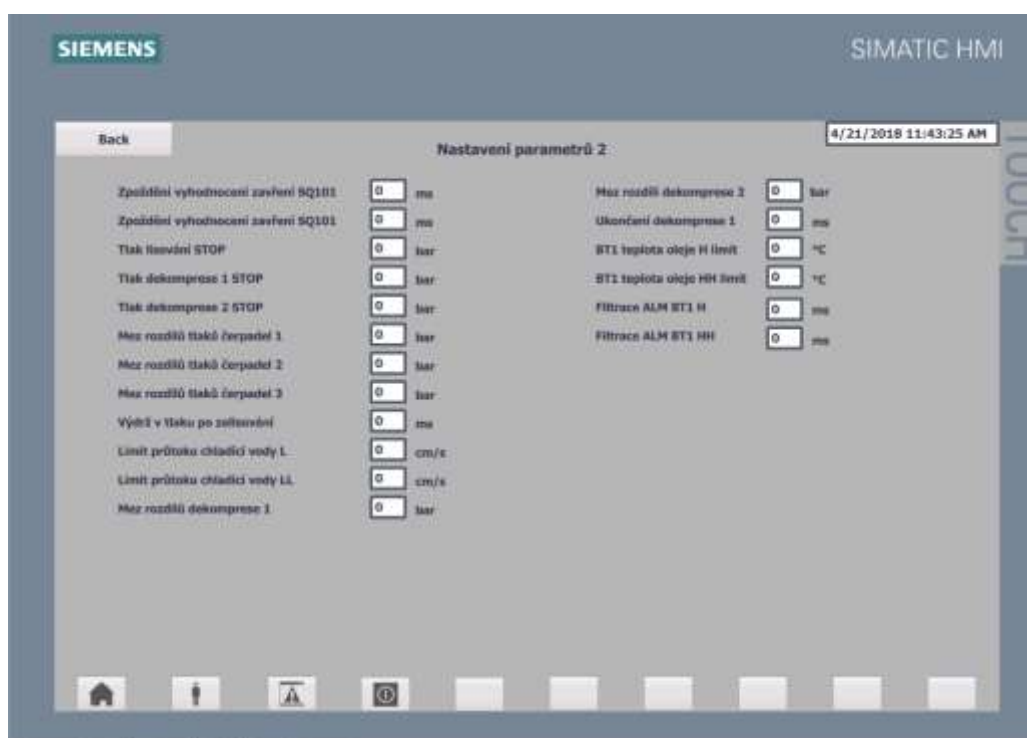 SIEMENS
SIMATIC HMI
TOUCH
Back
4/21/2018 11:43:25 AM
Nastavení parametrů 2
Zpoždění vyhodnocení zavření SQ101 0 ms
Zpoždění vyhodnocení zavření SQ101 0 ms
Tlak lisování STOP 0 bar
Tlak dekomprese 1 STOP 0 bar
Tlak dekomprese 2 STOP 0 bar
Mez rozdílů tlaků čerpadel 1 0 bar
Mez rozdílů tlaků čerpadel 2 0 bar
Mez rozdílů tlaků čerpadel 3 0 bar
Výdrž v tlaku po zalisování 0 ms
Limit průtoku chladící vody L 0 cm/s
Limit průtoku chladící vody LL 0 cm/s
Mez rozdílů dekomprese 1 0 bar
Mez rozdílů dekomprese 2 0 bar
Ukončení dekomprese 1 0 ms
BT1 teplota oleje H limit 0 °C
BT1 teplota oleje HH limit 0 °C
Filtrace ALM BT1 H 0 ms
Filtrace ALM BT1 HH 0 ms